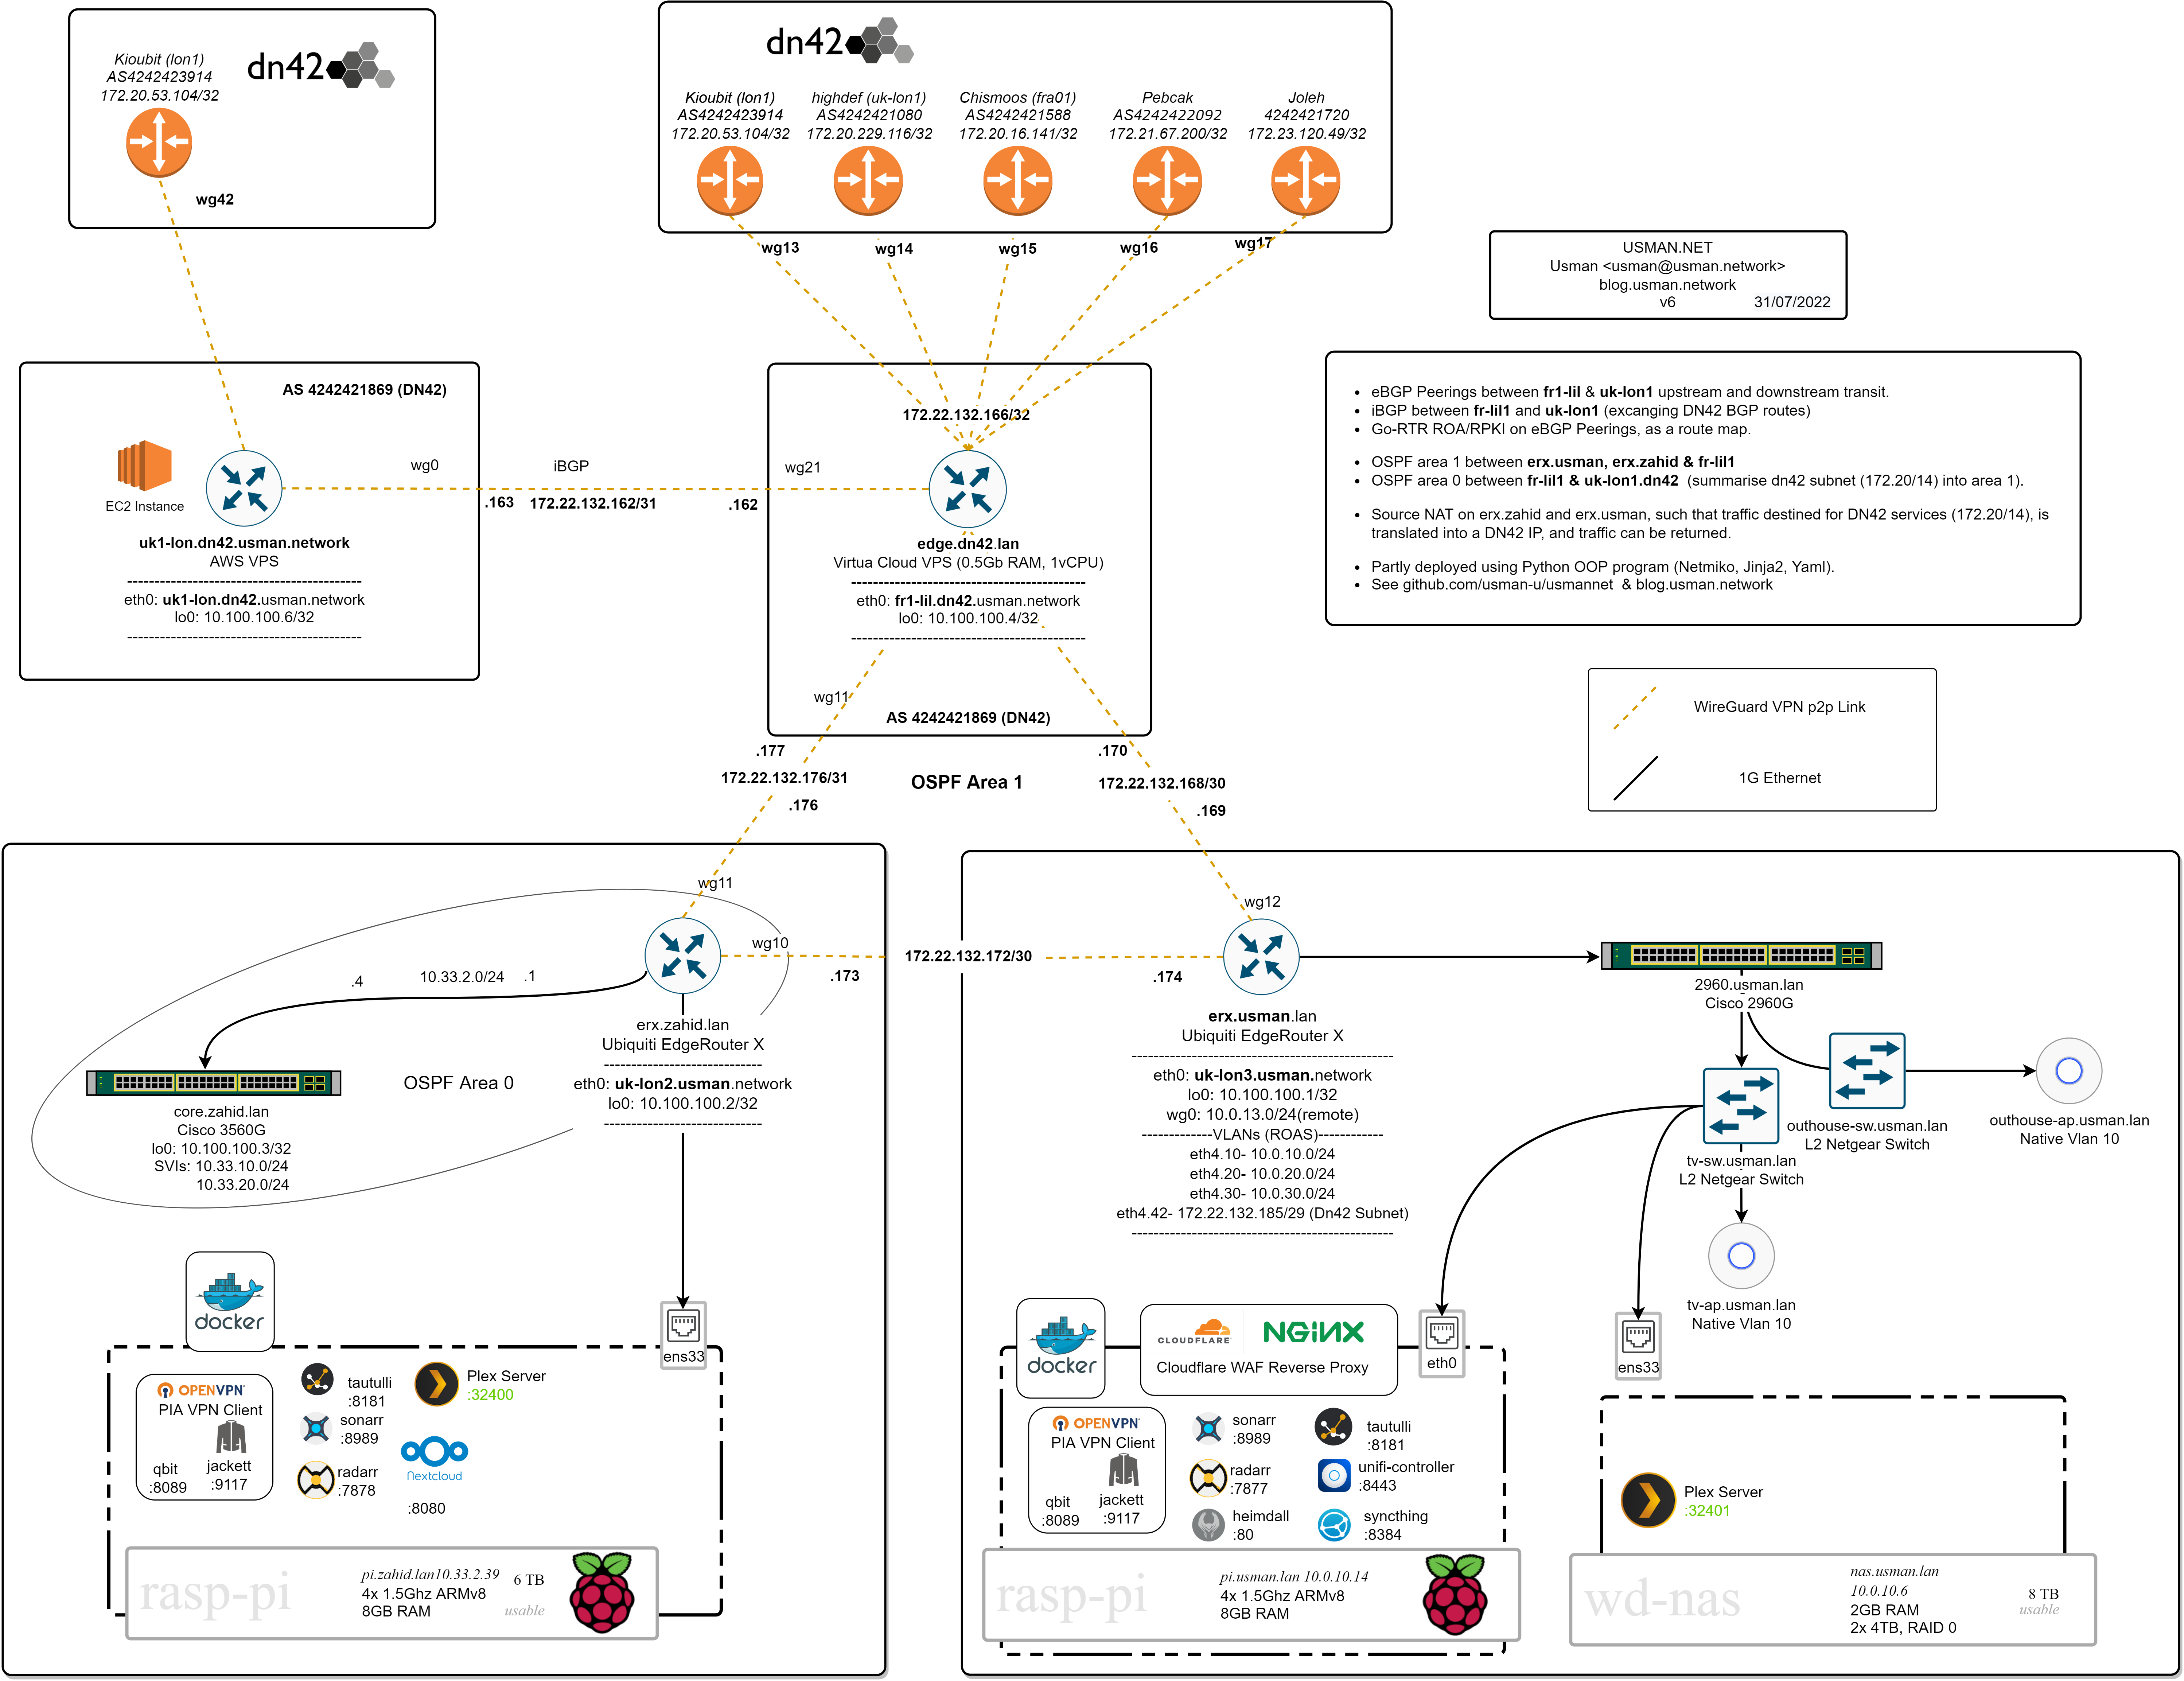 Kioubit (lon1)
AS4242423914
172.20.53.104/32
dn42
wg42
dn42
Kioubit (lon1)
AS4242423914
172.20.53.104/32
highdef (uk-lon1)
AS4242421080
172.20.229.116/32
Chismoos (fra01)
AS4242421588
172.20.16.141/32
Pebcak
AS4242422092
172.21.67.200/32
Joleh
4242421720
172.23.120.49/32
wg13
wg14
wg15
wg16
wg17
USMAN.NET
Usman <usman@usman.network>
blog.usman.network
v6 31/07/2022
AS 4242421869 (DN42)
EC2 Instance
uk1-lon.dn42.usman.network
AWS VPS
-------------------------------------------
eth0: uk1-lon.dn42.usman.network
lo0: 10.100.100.6/32
-------------------------------------------
wg0
iBGP
wg21
.163
172.22.132.162/31
.162
172.22.132.166/32
edge.dn42.lan
Virtua Cloud VPS (0.5Gb RAM, 1vCPU)
-------------------------------------------
eth0: fr1-lil.dn42.usman.network
lo0: 10.100.100.4/32
-------------------------------------------
wg11
AS 4242421869 (DN42)
• eBGP Peerings between fr1-lil & uk-lon1 upstream and downstream transit.
• iBGP between fr-lil1 and uk-lon1 (excanging DN42 BGP routes)
• Go-RTR ROA/RPKI on eBGP Peerings, as a route map.
• OSPF area 1 between erx.usman, erx.zahid & fr-lil1
• OSPF area 0 between fr-lil1 & uk-lon1.dn42 (summarise dn42 subnet (172.20/14) into area 1).
• Source NAT on erx.zahid and erx.usman, such that traffic destined for DN42 services (172.20/14), is
translated into a DN42 IP, and traffic can be returned.
• Partly deployed using Python OOP program (Netmiko, Jinja2, Yaml).
• See github.com/usman-u/usmannet & blog.usman.network
WireGuard VPN p2p Link
1G Ethernet
.177
172.22.132.176/31
.176
OSPF Area 1
.170
172.22.132.168/30
.169
wg11
wg10
.173
172.22.132.172/30
.174
wg12
.4
10.33.2.0/24
.1
erx.zahid.lan
Ubiquiti EdgeRouter X
-----------------------------
eth0: uk-lon2.usman.network
lo0: 10.100.100.2/32
-----------------------------
OSPF Area 0
core.zahid.lan
Cisco 3560G
lo0: 10.100.100.3/32
SVIs: 10.33.10.0/24
10.33.20.0/24
erx.usman.lan
Ubiquiti EdgeRouter X
------------------------------------------------
eth0: uk-lon3.usman.network
lo0: 10.100.100.1/32
wg0: 10.0.13.0/24(remote)
-------------VLANs (ROAS)------------
eth4.10- 10.0.10.0/24
eth4.20- 10.0.20.0/24
eth4.30- 10.0.30.0/24
eth4.42- 172.22.132.185/29 (Dn42 Subnet)
------------------------------------------------
2960.usman.lan
Cisco 2960G
outhouse-sw.usman.lan
L2 Netgear Switch
outhouse-ap.usman.lan
Native Vlan 10
tv-sw.usman.lan
L2 Netgear Switch
tv-ap.usman.lan
Native Vlan 10
docker
ens33
OPENVPN
PIA VPN Client
qbit
:8089
jackett
:9117
tautulli
:8181
sonarr
:8989
radarr
:7878
Plex Server
:32400
Nextcloud
:8080
rasp-pi
pi.zahid.lan10.33.2.39
4x 1.5Ghz ARMv8
8GB RAM
6 TB
usable
docker
CLOUDFLARE
NGINX
Cloudflare WAF Reverse Proxy
eth0
OPENVPN
PIA VPN Client
qbit
:8089
jackett
:9117
sonarr
:8989
radarr
:7877
heimdall
:80
tautulli
:8181
unifi-controller
:8443
syncthing
:8384
rasp-pi
pi.usman.lan 10.0.10.14
4x 1.5Ghz ARMv8
8GB RAM
ens33
Plex Server
:32401
wd-nas
nas.usman.lan
10.0.10.6
2GB RAM
2x 4TB, RAID 0
8 TB
usable